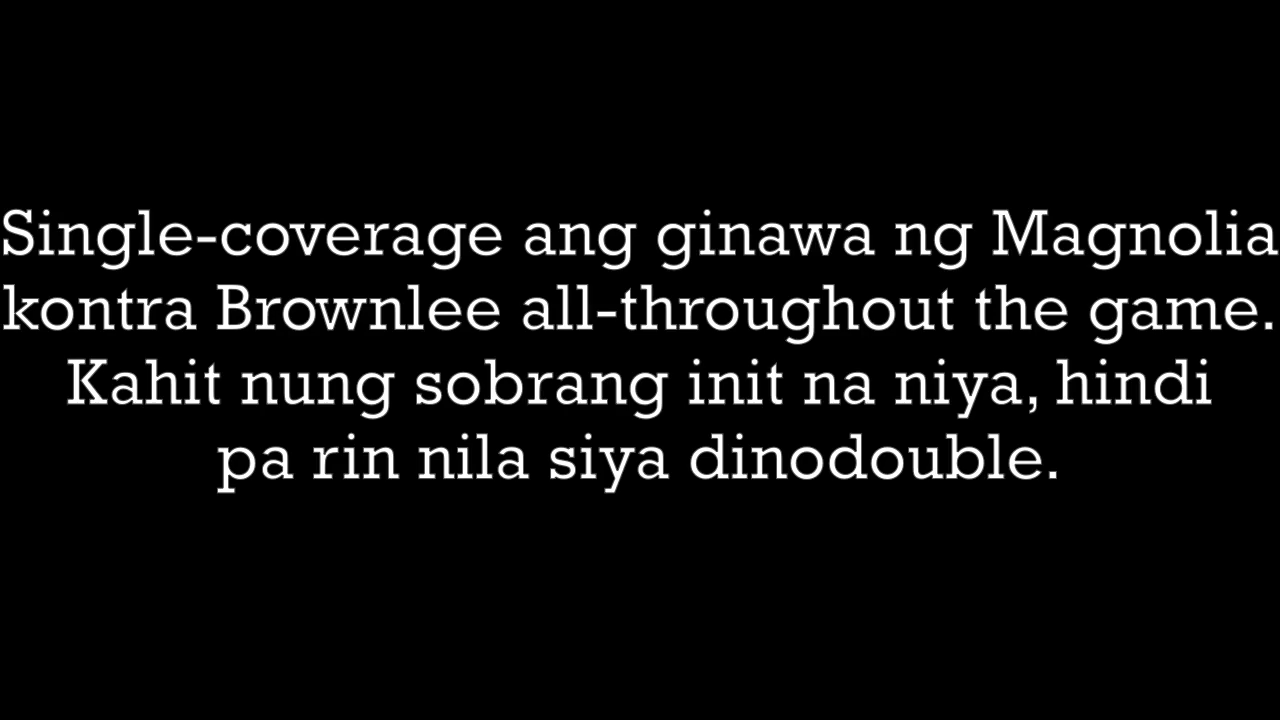 Single-coverage ang ginawa ng Magnolia
kontra Brownlee all-throughout the game.
Kahit nung sobrang init na niya, hindi
pa rin nila siya dinodouble.